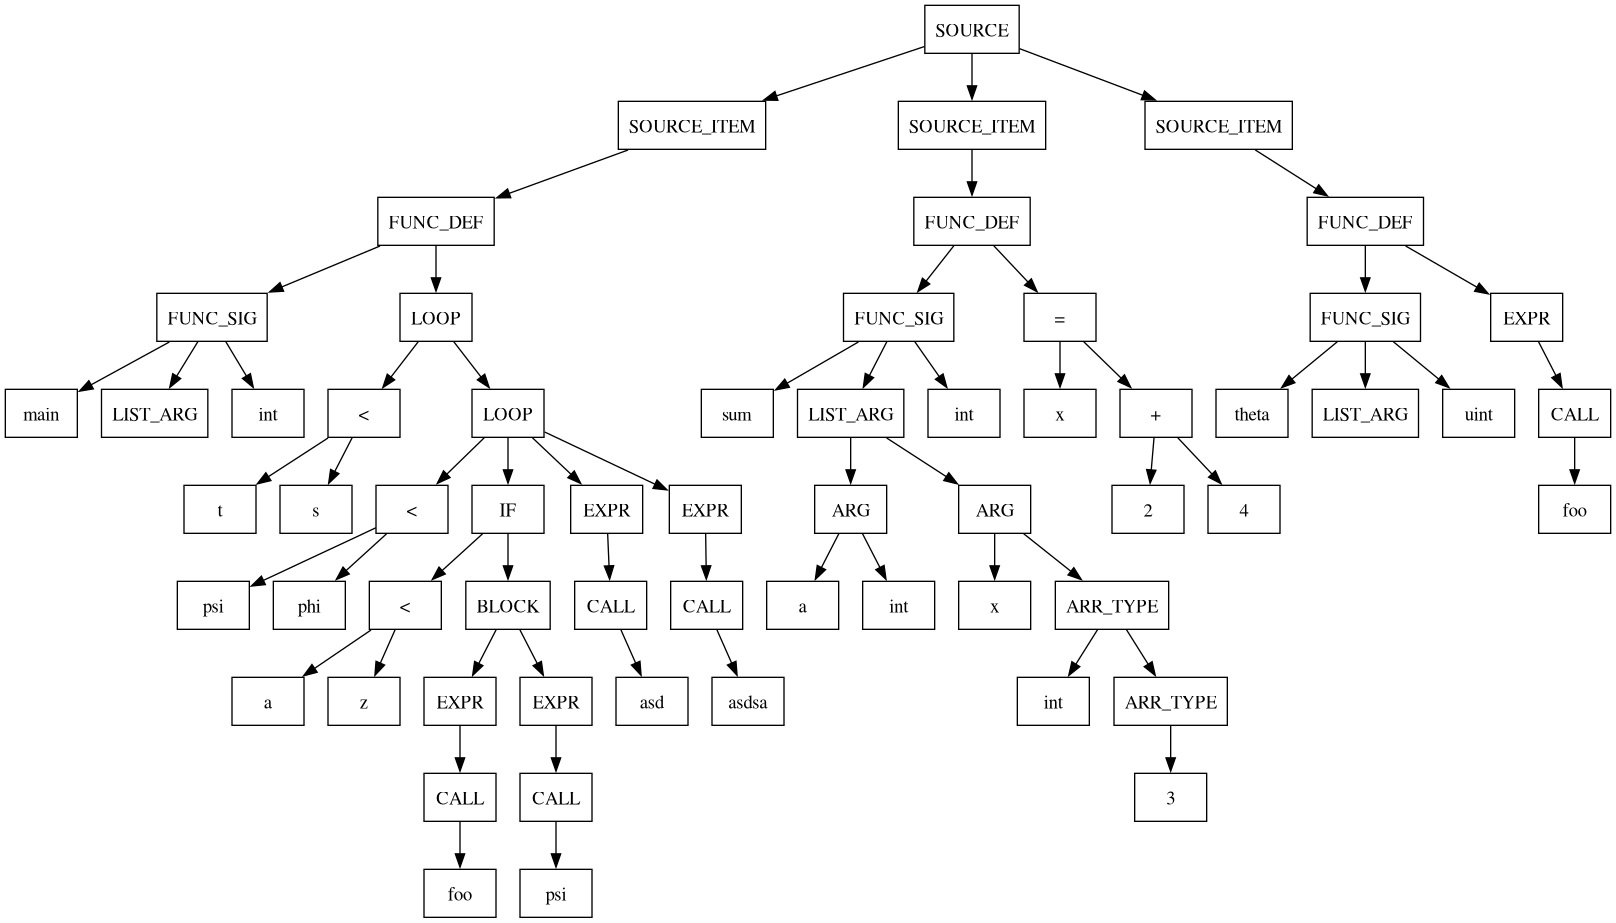 SOURCE
SOURCE_ITEM
SOURCE_ITEM
SOURCE_ITEM
FUNC_DEF
FUNC_DEF
FUNC_DEF
FUNC_SIG
LOOP
FUNC_SIG
=
FUNC_SIG
EXPR
main
LIST_ARG
int
<
LOOP
sum
LIST_ARG
int
x
+
theta
LIST_ARG
uint
CALL
t
s
<
IF
EXPR
EXPR
ARG
ARG
2
4
foo
psi
phi
<
BLOCK
CALL
CALL
a
int
x
ARR_TYPE
a
z
EXPR
EXPR
asd
asdsa
int
ARR_TYPE
CALL
CALL
3
foo
psi